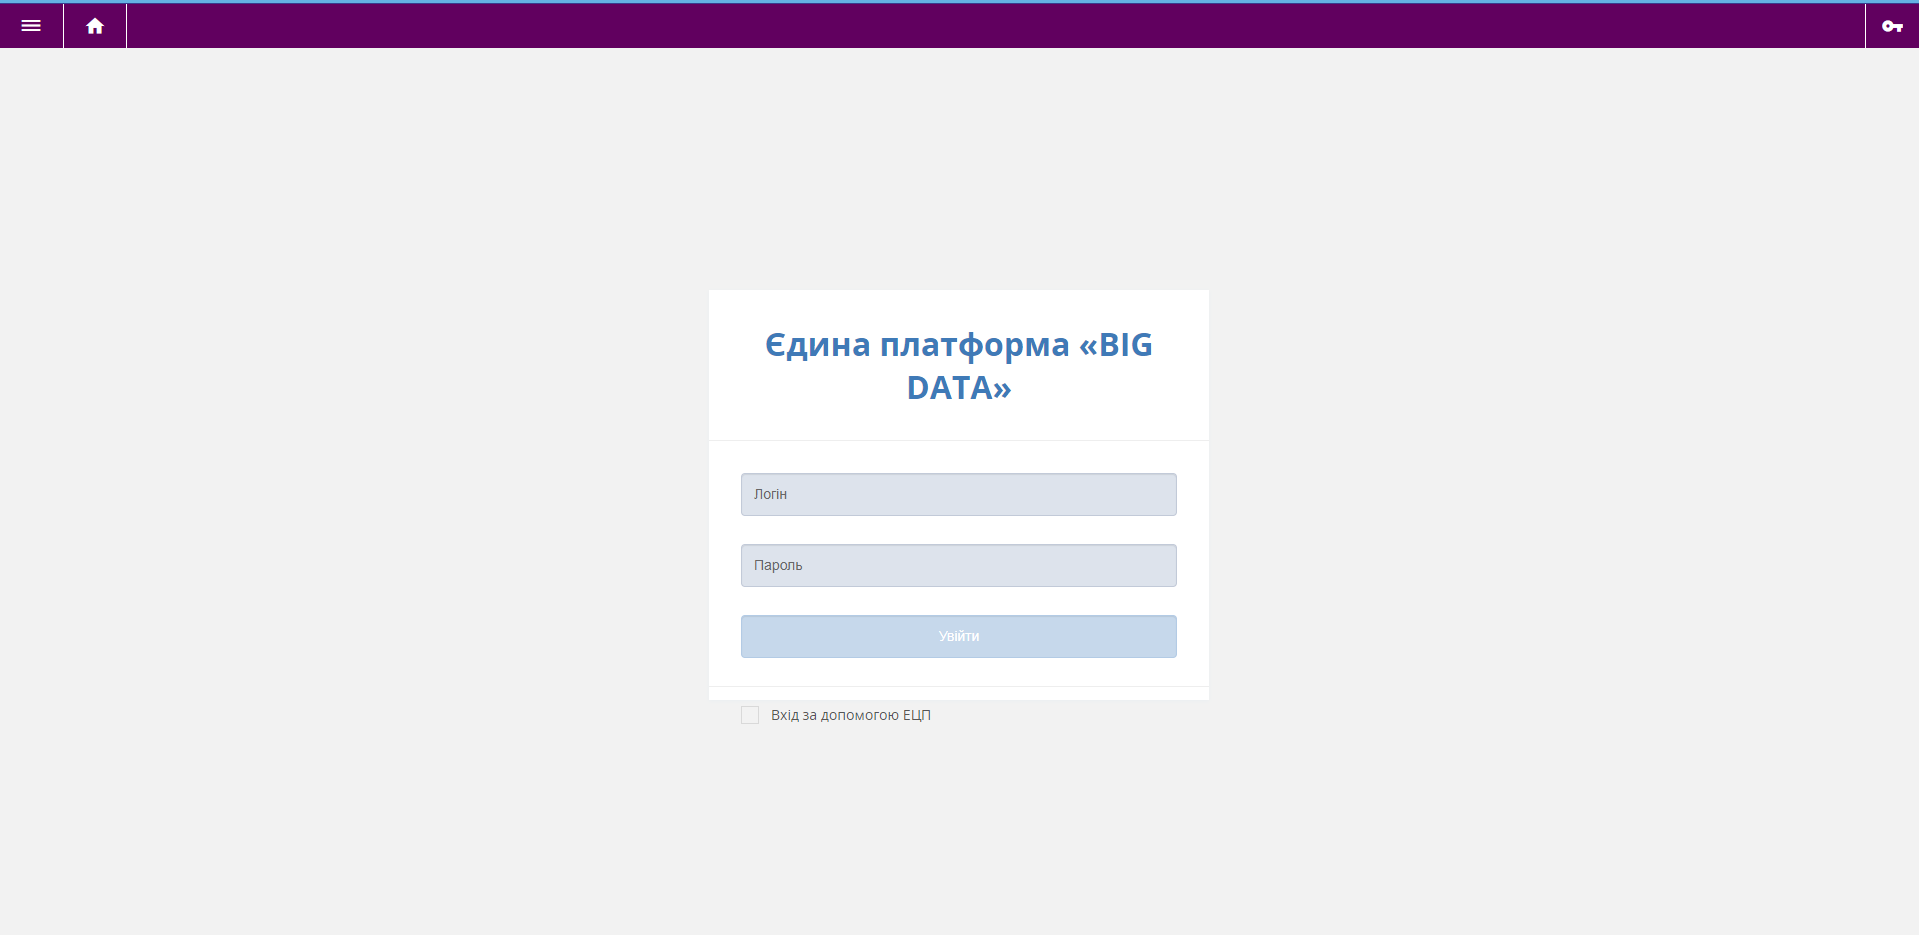 Єдина платформа «BIG
DATA»
Логін
Пароль
Увійти
Вхід за допомогою ЕЦП